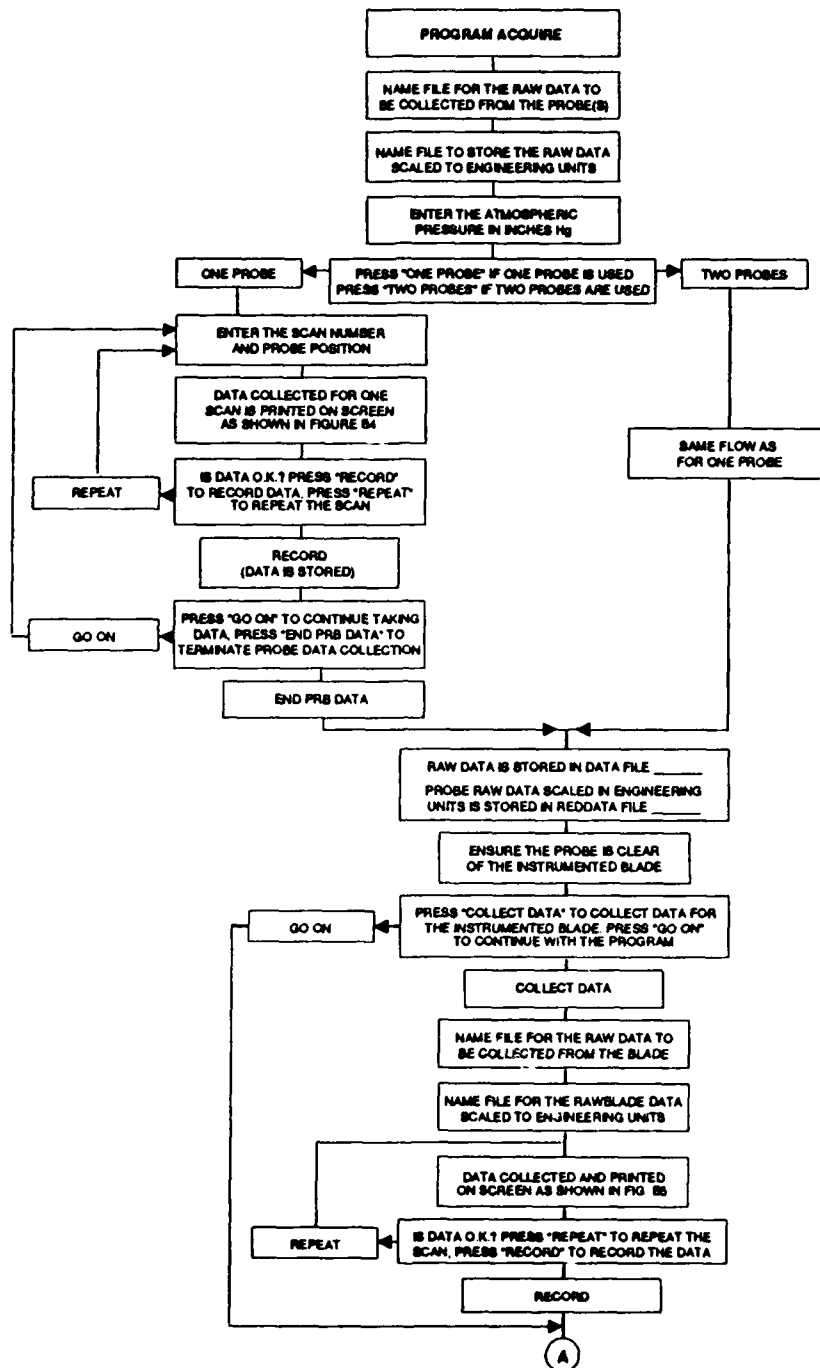 PROGRAM ACQUIRE
NAME FILE FOR THE RAW DATA TO
BE COLLECTED FROM THE PROBE(S)
NAME FILE TO STORE THE RAW DATA
SCALED TO ENGINEERING UNITS
ENTER THE ATMOSPHERIC
PRESSURE IN INCHES Hg
ONE PROBE
PRESS "ONE PROBE" IF ONE PROBE IS USED
PRESS "TWO PROBES" IF TWO PROBES ARE USED
TWO PROBES
ENTER THE SCAN NUMBER
AND PROBE POSITION
DATA COLLECTED FOR ONE
SCAN IS PRINTED ON SCREEN
AS SHOWN IN FIGURE B4
SAME FLOW AS
FOR ONE PROBE
REPEAT
IS DATA O.K.? PRESS "RECORD"
TO RECORD DATA, PRESS "REPEAT"
TO REPEAT THE SCAN
RECORD
(DATA IS STORED)
GO ON
PRESS "GO ON" TO CONTINUE TAKING
DATA, PRESS "END PRB DATA" TO
TERMINATE PROBE DATA COLLECTION
END PRB DATA
RAW DATA IS STORED IN DATA FILE _____
PROBE RAW DATA SCALED IN ENGINEERING
UNITS IS STORED IN REDDATA FILE _____
ENSURE THE PROBE IS CLEAR
OF THE INSTRUMENTED BLADE
GO ON
PRESS "COLLECT DATA" TO COLLECT DATA FOR
THE INSTRUMENTED BLADE. PRESS "GO ON"
TO CONTINUE WITH THE PROGRAM
COLLECT DATA
NAME FILE FOR THE RAW DATA TO
BE COLLECTED FROM THE BLADE
NAME FILE FOR THE RAWBLADE DATA
SCALED TO ENGINEERING UNITS
DATA COLLECTED AND PRINTED
ON SCREEN AS SHOWN IN FIG B5
REPEAT
IS DATA O.K.? PRESS "REPEAT" TO REPEAT THE
SCAN, PRESS "RECORD" TO RECORD THE DATA
RECORD
A